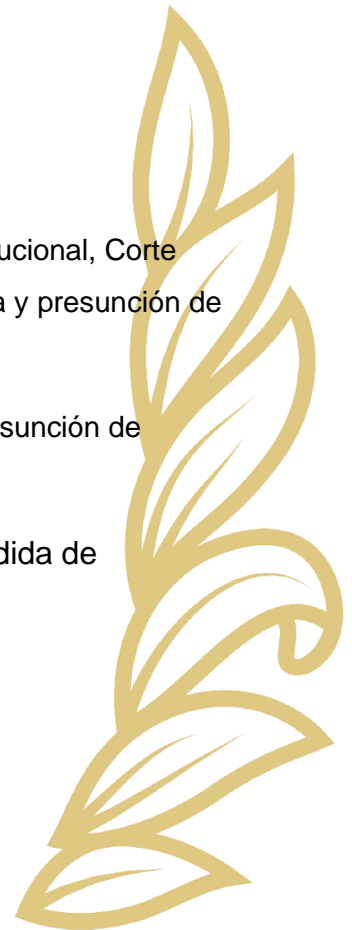 ucional, Corte
a y presunción de
sunción de
dida de